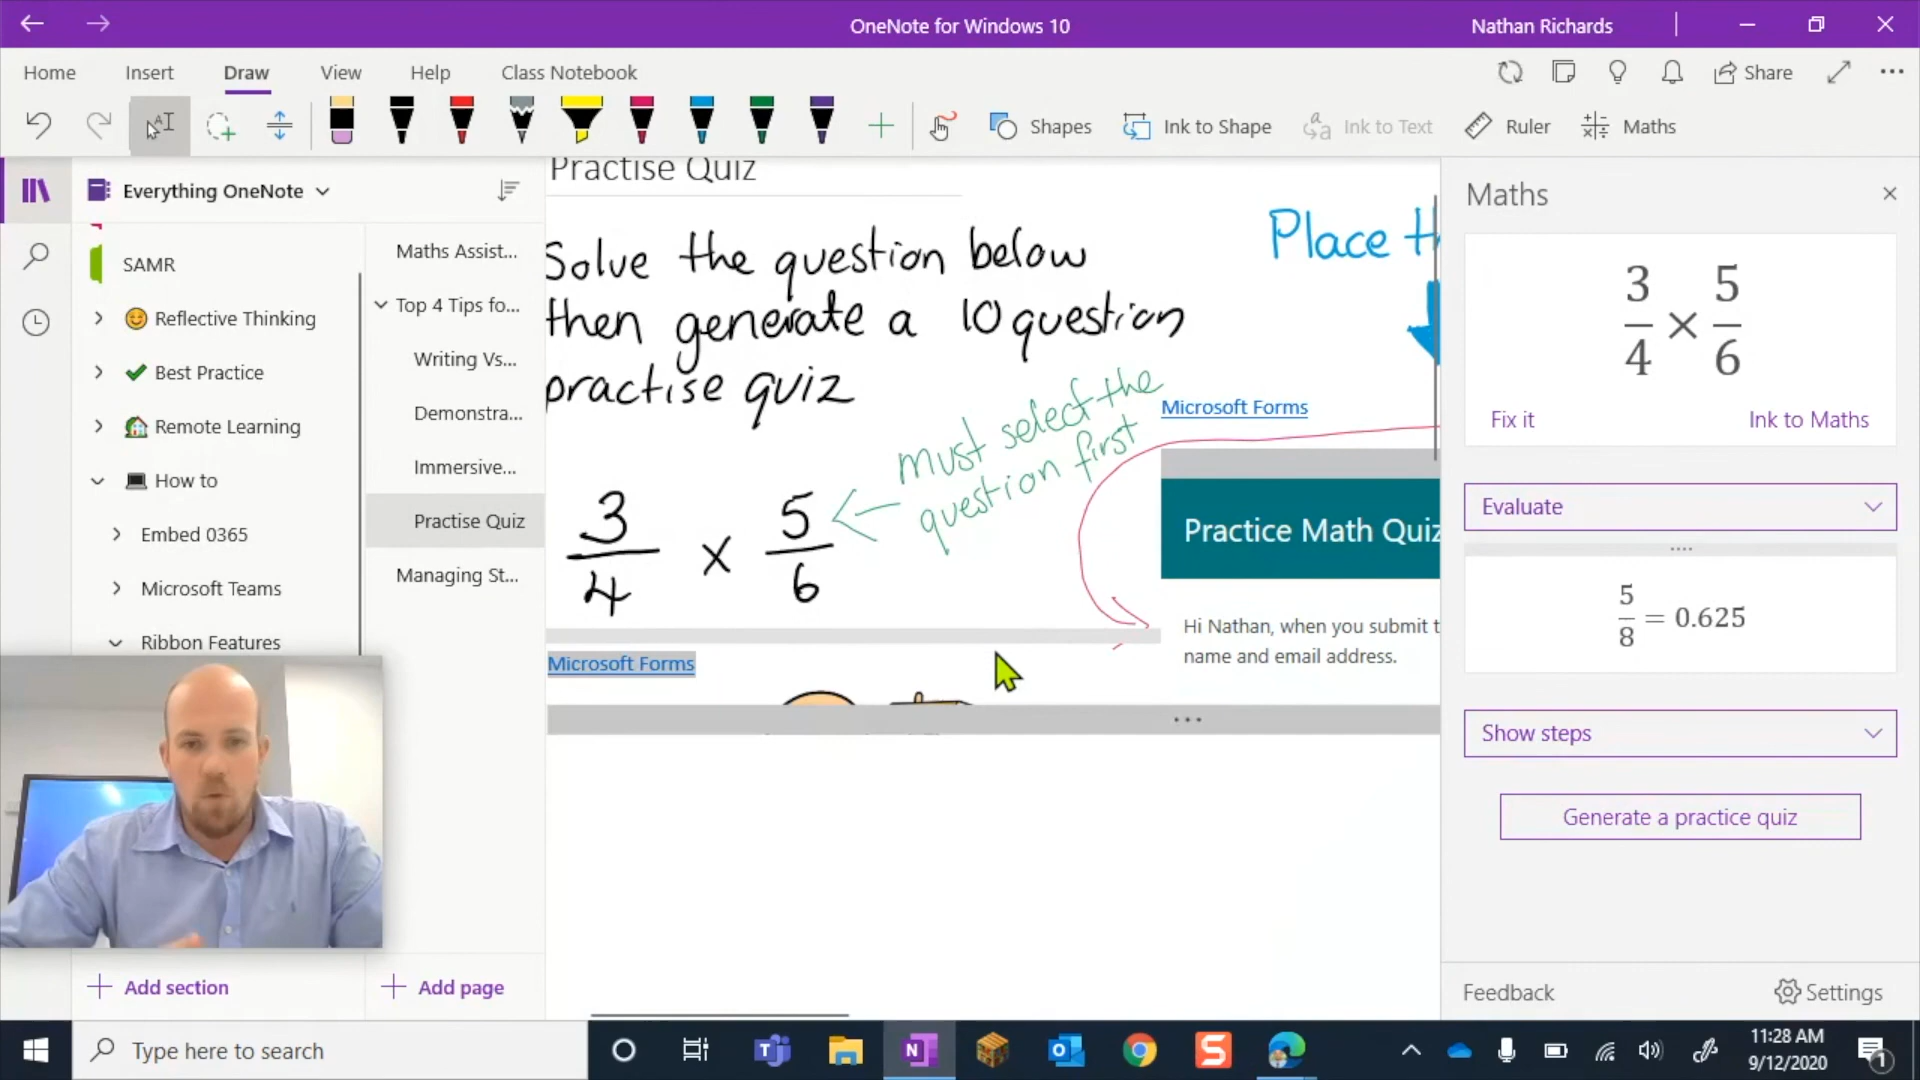 OneNote for Windows 10
Nathan Richards
Home
Insert
Draw
View
Help
Class Notebook
Share
Shapes
Ink to Shape
Ink to Text
Ruler
Maths
Everything OneNote
SAMR
Reflective Thinking
Best Practice
Remote Learning
How to
Embed 0365
Microsoft Teams
Ribbon Features
Add section
Maths Assist...
Top 4 Tips fo...
Writing Vs...
Demonstra...
Immersive...
Practise Quiz
Managing St...
Add page
Practise Quiz
Solve the question below
then generate a 10 question
practise quiz
3/4 x 5/6
must select the
question first
Microsoft Forms
Place th
Microsoft Forms
Practice Math Quiz
Hi Nathan, when you submit t
name and email address.
Maths
3/4 × 5/6
Fix it
Ink to Maths
Evaluate
5/8 = 0.625
Show steps
Generate a practice quiz
Feedback
Settings
Type here to search
11:28 AM
9/12/2020
1